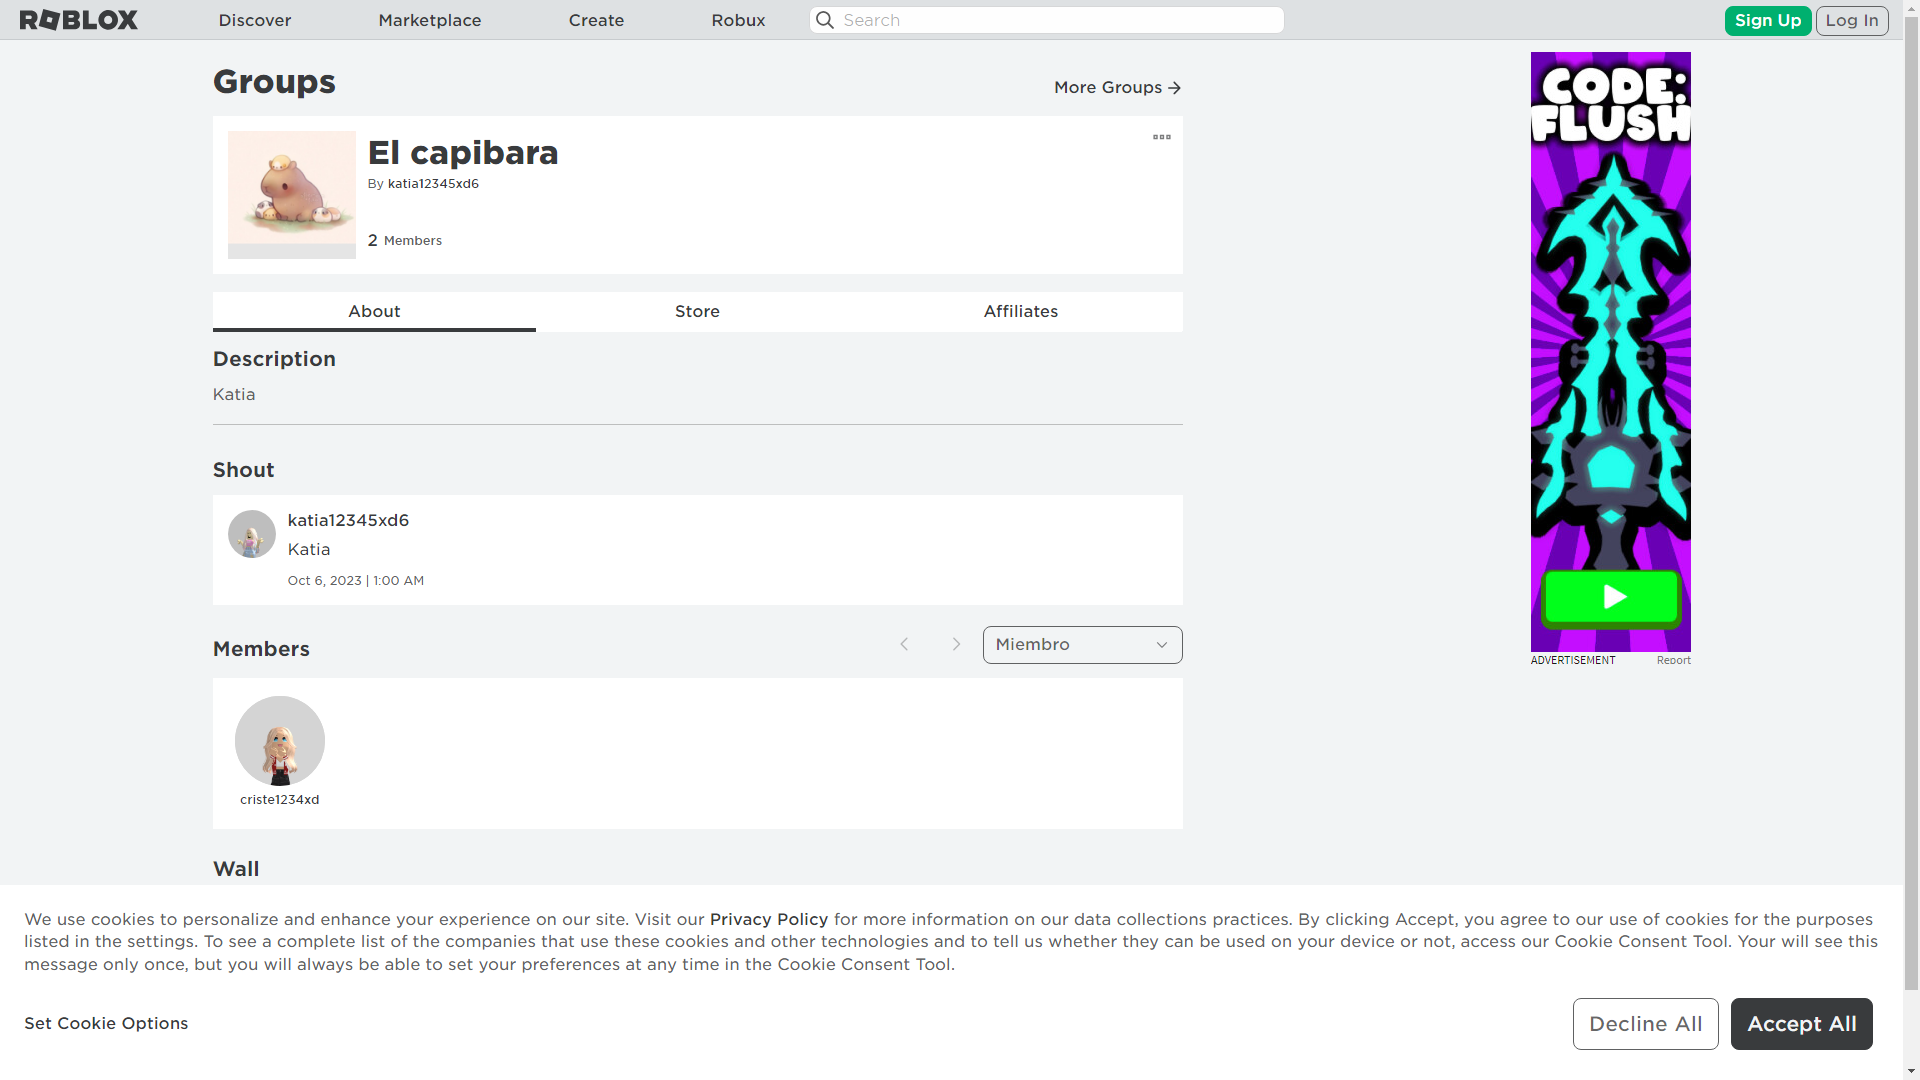 ROBLOX
Discover
Marketplace
Create
Robux
Search
Sign Up
Log In
Groups
More Groups
El capibara
By katia12345xd6
2 Members
About
Store
Affiliates
Description
Katia
Shout
katia12345xd6
Katia
Oct 6, 2023 | 1:00 AM
Members
Miembro
criste1234xd
Wall
CODE:
FLUSH
ADVERTISEMENT
Report
We use cookies to personalize and enhance your experience on our site. Visit our Privacy Policy for more information on our data collections practices. By clicking Accept, you agree to our use of cookies for the purposes
listed in the settings. To see a complete list of the companies that use these cookies and other technologies and to tell us whether they can be used on your device or not, access our Cookie Consent Tool. Your will see this
message only once, but you will always be able to set your preferences at any time in the Cookie Consent Tool.
Set Cookie Options
Decline All
Accept All